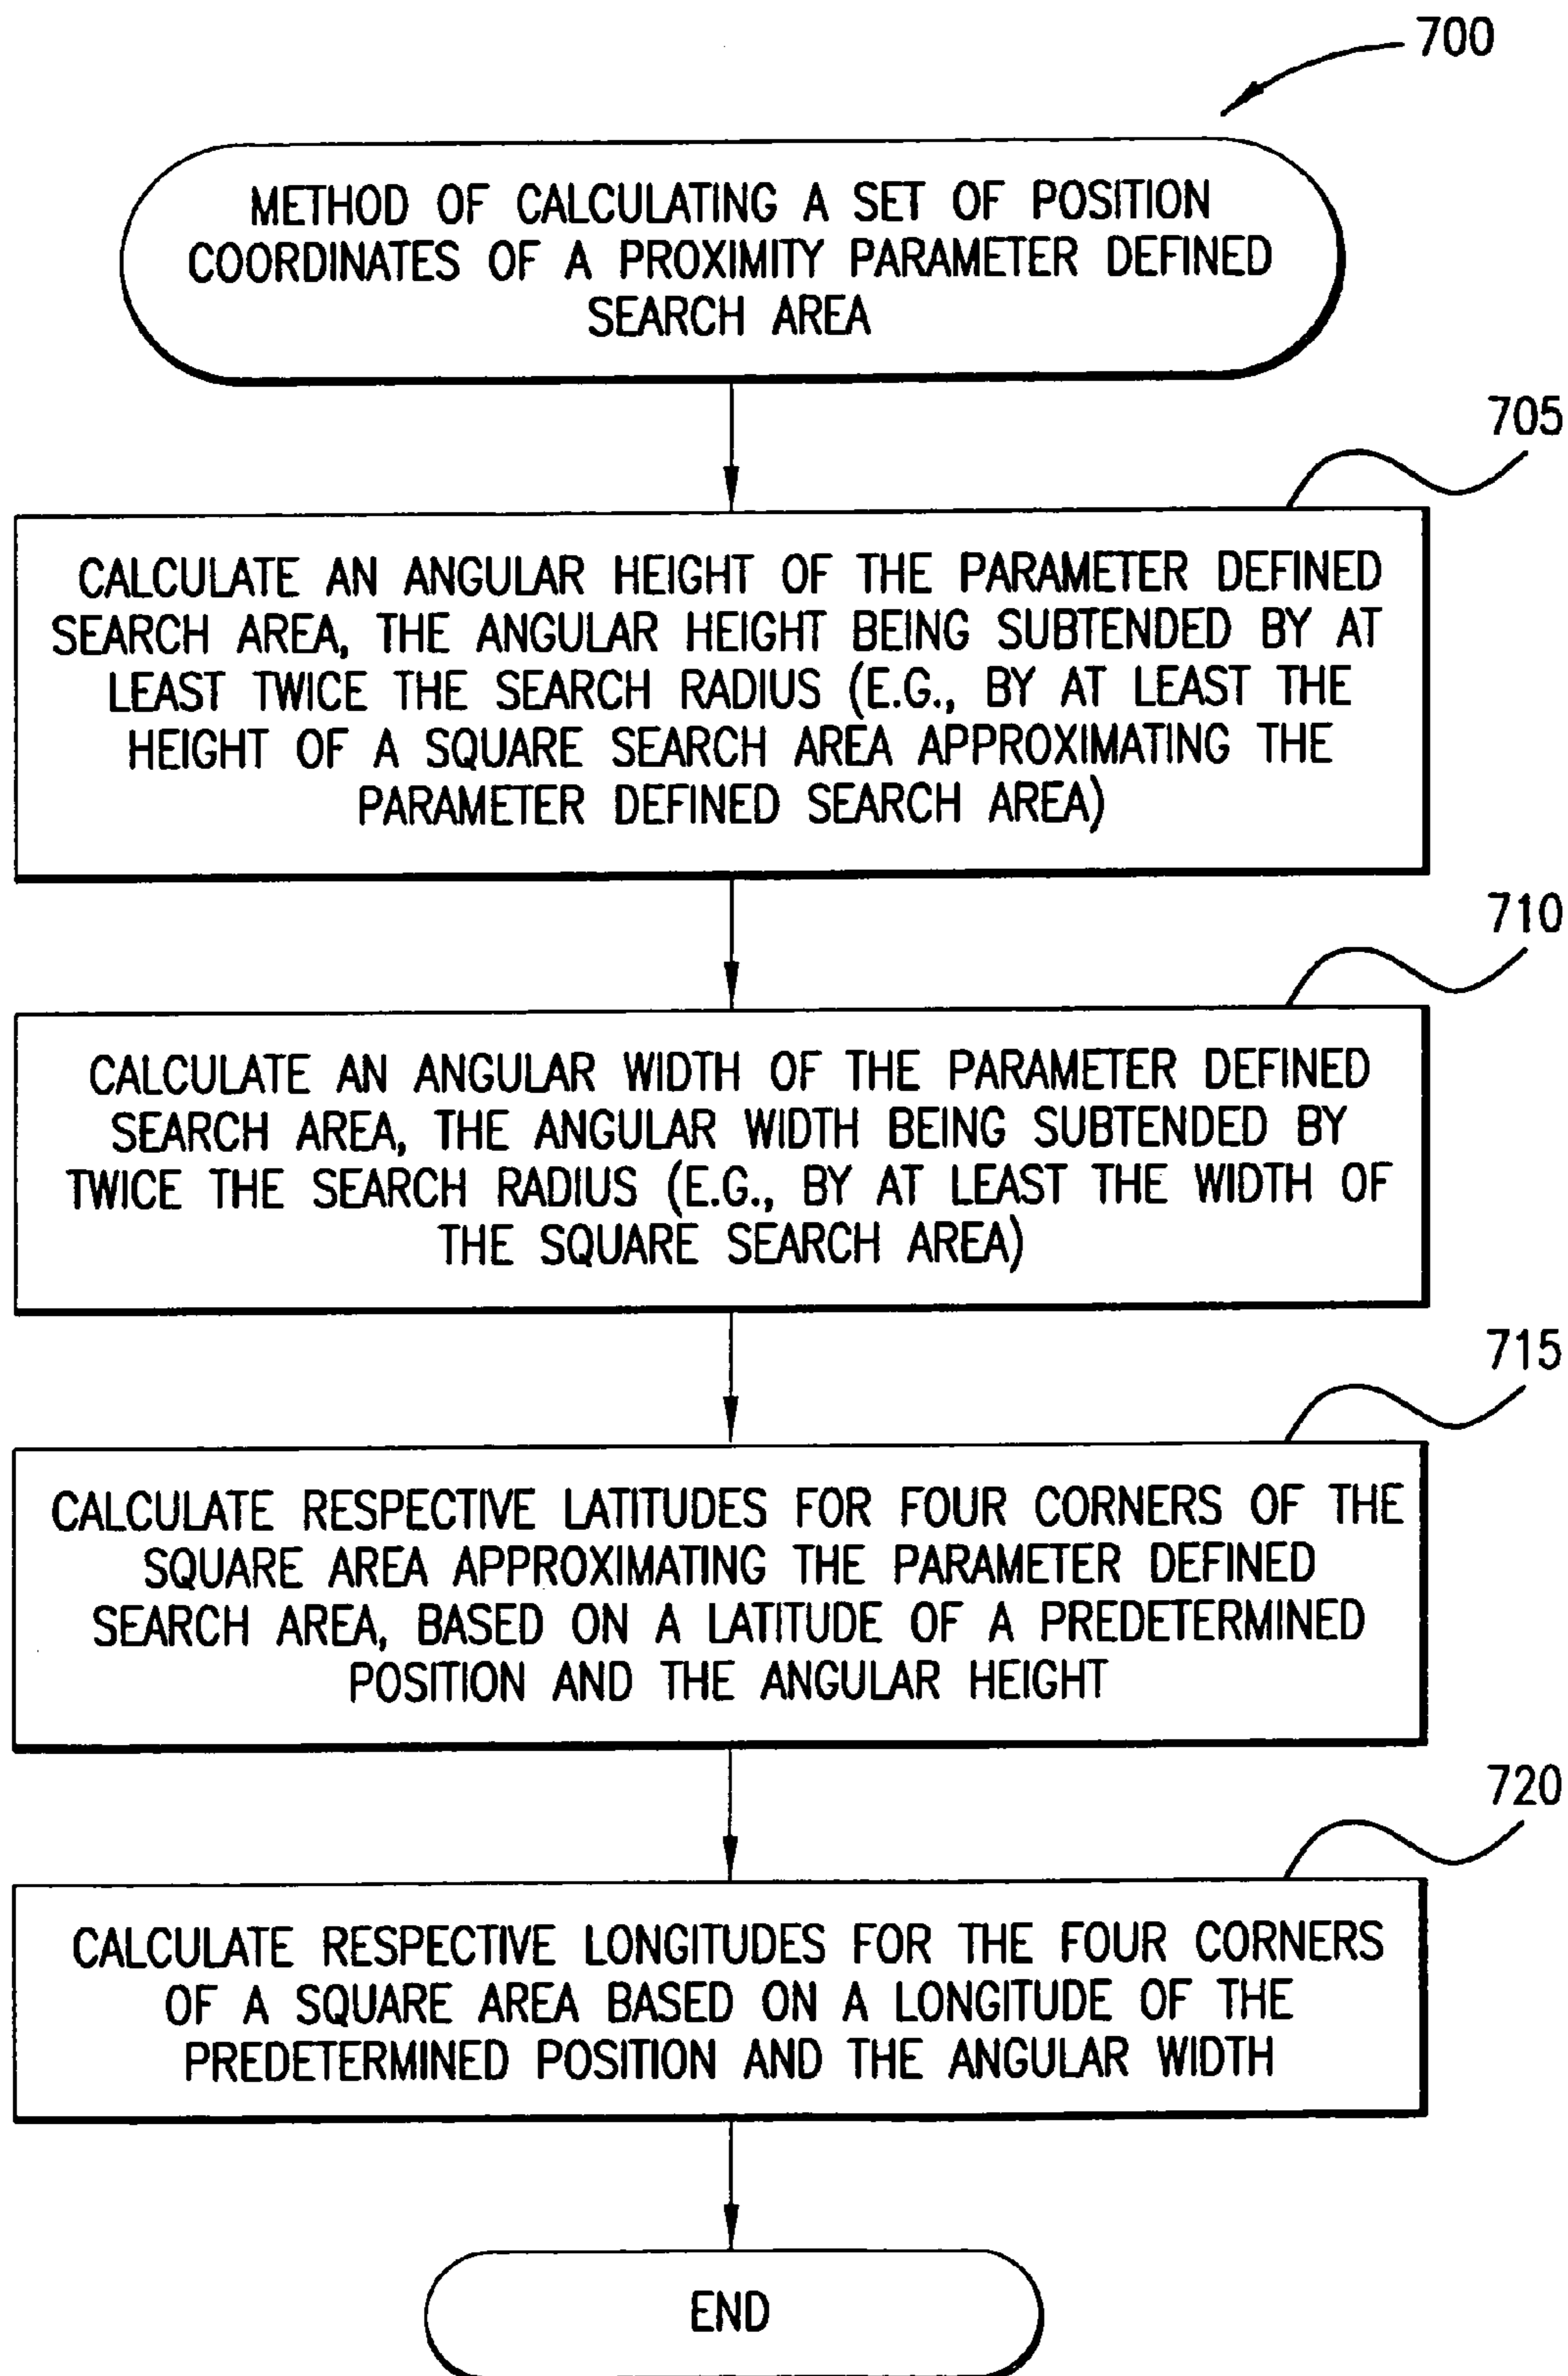 700
METHOD OF CALCULATING A SET OF POSITION
COORDINATES OF A PROXIMITY PARAMETER DEFINED
SEARCH AREA
705
CALCULATE AN ANGULAR HEIGHT OF THE PARAMETER DEFINED
SEARCH AREA, THE ANGULAR HEIGHT BEING SUBTENDED BY AT
LEAST TWICE THE SEARCH RADIUS (E.G., BY AT LEAST THE
HEIGHT OF A SQUARE SEARCH AREA APPROXIMATING THE
PARAMETER DEFINED SEARCH AREA)
710
CALCULATE AN ANGULAR WIDTH OF THE PARAMETER DEFINED
SEARCH AREA, THE ANGULAR WIDTH BEING SUBTENDED BY
TWICE THE SEARCH RADIUS (E.G., BY AT LEAST THE WIDTH OF
THE SQUARE SEARCH AREA)
715
CALCULATE RESPECTIVE LATITUDES FOR FOUR CORNERS OF THE
SQUARE AREA APPROXIMATING THE PARAMETER DEFINED
SEARCH AREA, BASED ON A LATITUDE OF A PREDETERMINED
POSITION AND THE ANGULAR HEIGHT
720
CALCULATE RESPECTIVE LONGITUDES FOR THE FOUR CORNERS
OF A SQUARE AREA BASED ON A LONGITUDE OF THE
PREDETERMINED POSITION AND THE ANGULAR WIDTH
END